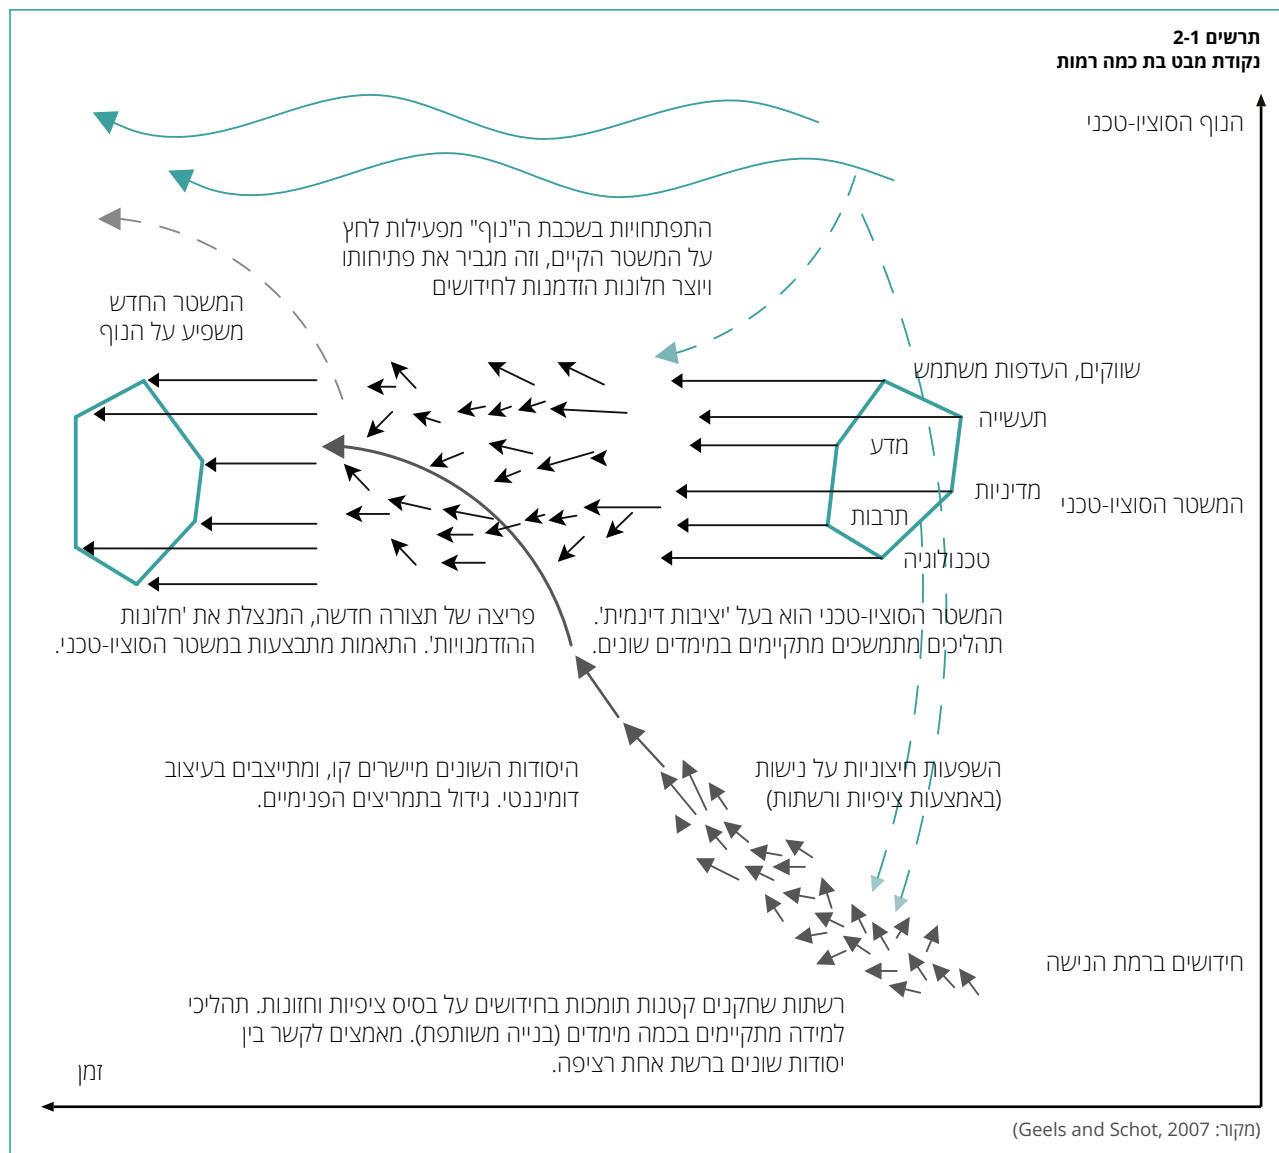 תרשים 2-1
נקודת מבט בת כמה רמות
הנוף הסוציו-טכני
התפתחויות בשכבת ה"נוף" מפעילות לחץ
על המשטר הקיים, וזה מגביר את פתיחותו
ויוצר חלונות הזדמנות לחידושים
המשטר החדש
משפיע על הנוף
שווקים, העדפות משתמש
תעשייה
מדע
מדיניות
המשטר הסוציו-טכני
תרבות
טכנולוגיה
המשטר הסוציו-טכני הוא בעל 'יציבות דינמית'.
תהליכים מתמשכים מתקיימים במימדים שונים.
פריצה של תצורה חדשה, המנצלת את 'חלונות
ההזדמנויות'. התאמות מתבצעות במשטר הסוציו-טכני.
השפעות חיצוניות על נישות
(באמצעות ציפיות ורשתות)
היסודות השונים מיישרים קו, ומתייצבים בעיצוב
דומיננטי. גידול בתמריצים הפנימיים.
חידושים ברמת הנישה
רשתות שחקנים קטנות תומכות בחידושים על בסיס ציפיות וחזונות. תהליכי
למידה מתקיימים בכמה מימדים (בנייה משותפת). מאמצים לקשר בין
יסודות שונים ברשת אחת רציפה.
זמן
(מקור: Geels and Schot, 2007)